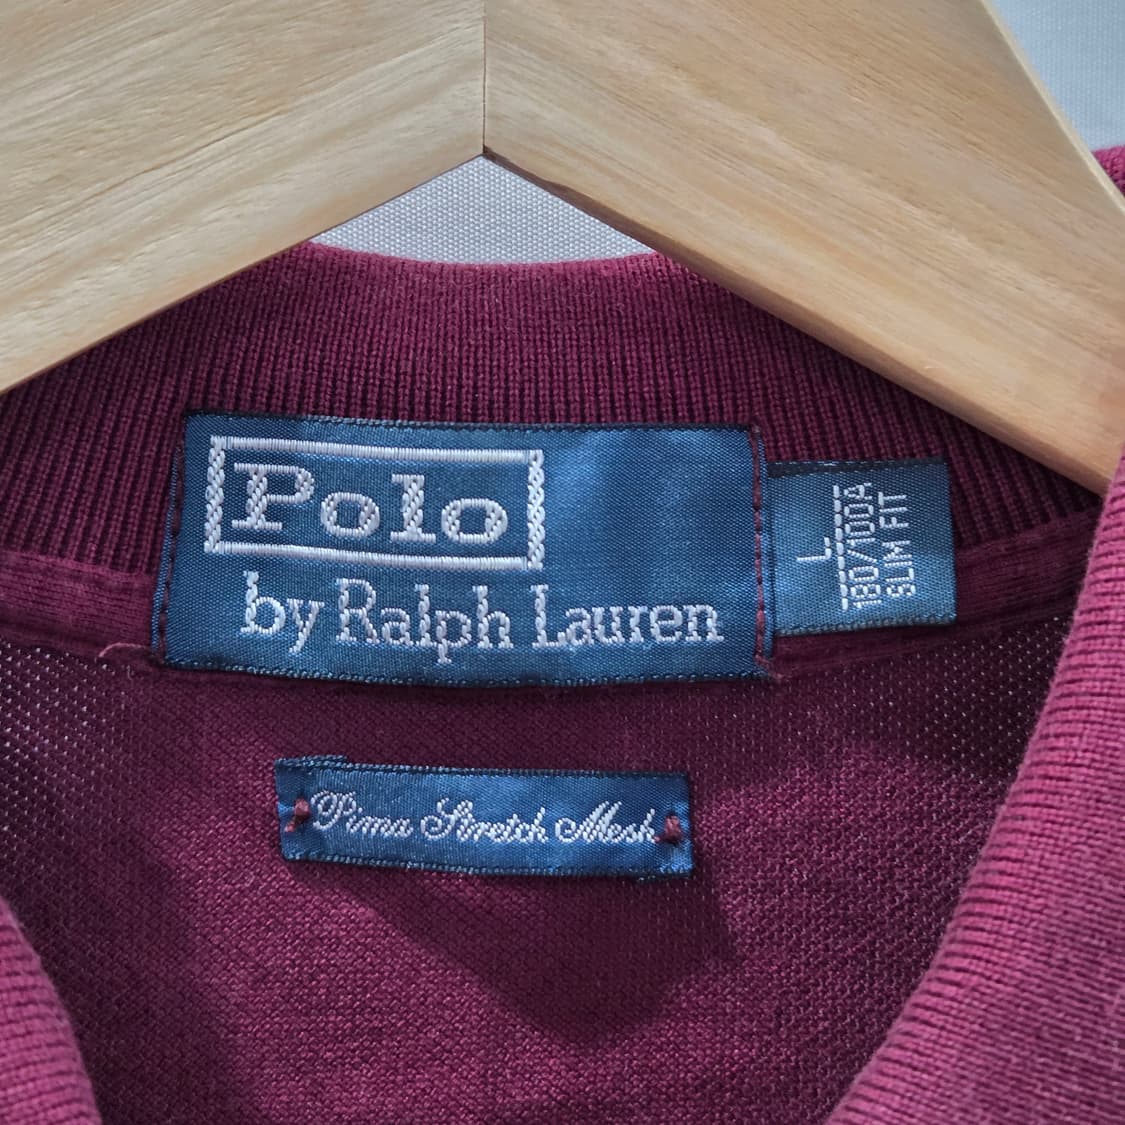 Polo
by Ralph Lauren
L
180/100A
SLIM FIT
Pima Stretch Mesh